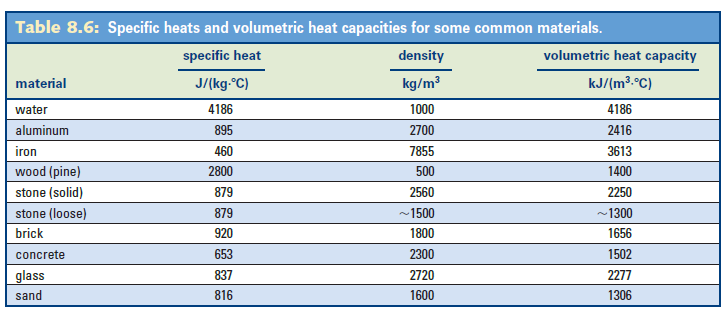 Table 8.6: Specific heats and volumetric heat capacities for some common materials.
specific heat density volumetric heat capacity
material J/(kg·°C) kg/m³ kJ/(m³·°C)
water 4186 1000 4186
aluminum 895 2700 2416
iron 460 7855 3613
wood (pine) 2800 500 1400
stone (solid) 879 2560 2250
stone (loose) 879 ~1500 ~1300
brick 920 1800 1656
concrete 653 2300 1502
glass 837 2720 2277
sand 816 1600 1306